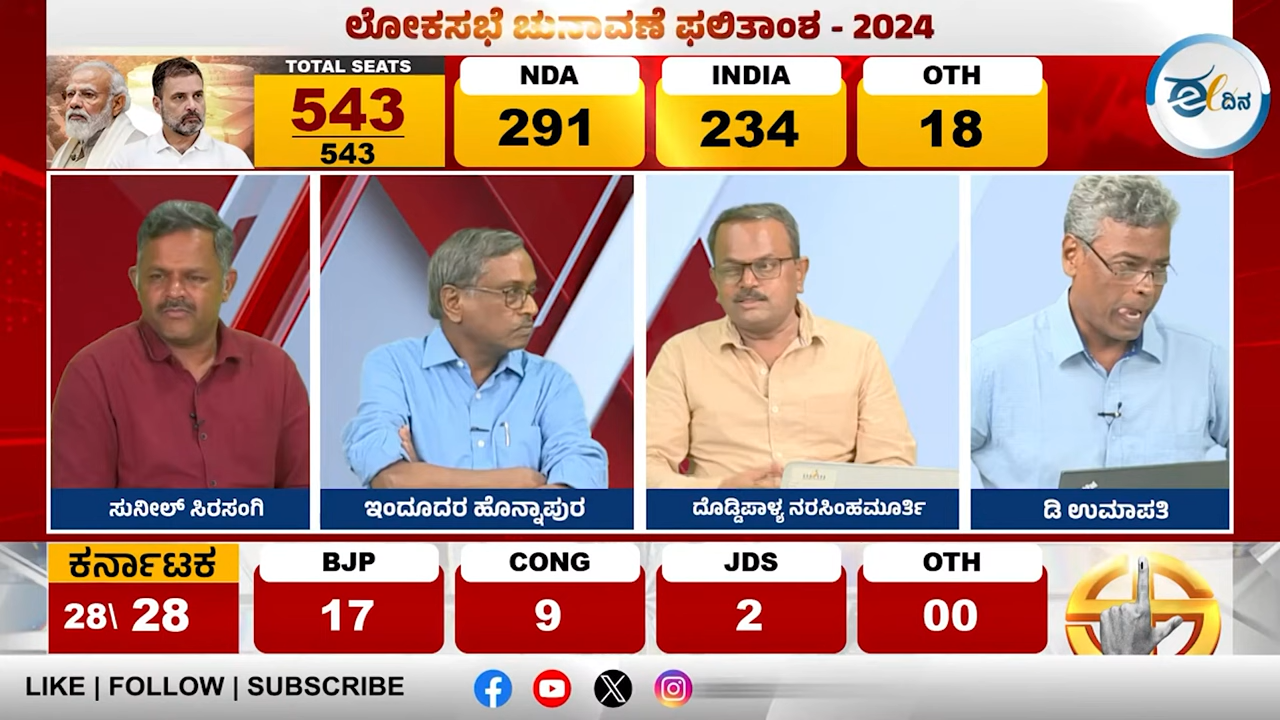 ಲೋಕಸಭೆ ಚುನಾವಣೆ ಫಲಿತಾಂಶ - 2024
TOTAL SEATS
543
543
NDA
291
INDIA
234
OTH
18
ಈದಿನ
ಸುನೀಲ್ ಸಿರಸಂಗಿ
ಇಂದೂದರ ಹೊನ್ನಾಪುರ
ದೊಡ್ಡಿಪಾಳ್ಯ ನರಸಿಂಹಮೂರ್ತಿ
ಡಿ ಉಮಾಪತಿ
ಕರ್ನಾಟಕ
28\ 28
BJP
17
CONG
9
JDS
2
OTH
00
LIKE | FOLLOW | SUBSCRIBE